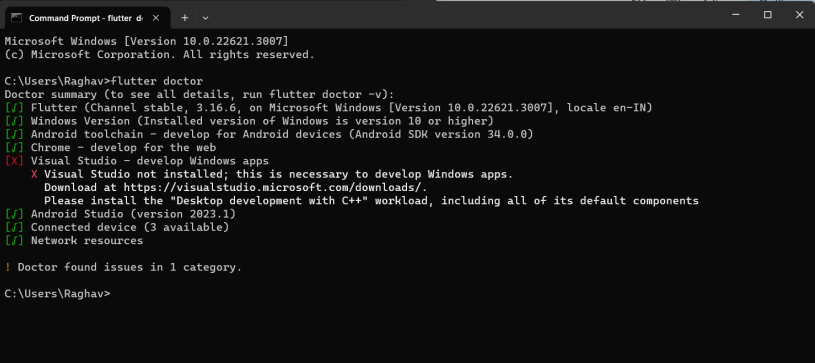 Command Prompt - flutter d
Microsoft Windows [Version 10.0.22621.3007]
(c) Microsoft Corporation. All rights reserved.
C:\Users\Raghav>flutter doctor
Doctor summary (to see all details, run flutter doctor -v):
[√] Flutter (Channel stable, 3.16.6, on Microsoft Windows [Version 10.0.22621.3007], locale en-IN)
[√] Windows Version (Installed version of Windows is version 10 or higher)
[√] Android toolchain - develop for Android devices (Android SDK version 34.0.0)
[√] Chrome - develop for the web
[X] Visual Studio - develop Windows apps
X Visual Studio not installed; this is necessary to develop Windows apps.
Download at https://visualstudio.microsoft.com/downloads/.
Please install the "Desktop development with C++" workload, including all of its default components
[√] Android Studio (version 2023.1)
[√] Connected device (3 available)
[√] Network resources
! Doctor found issues in 1 category.
C:\Users\Raghav>